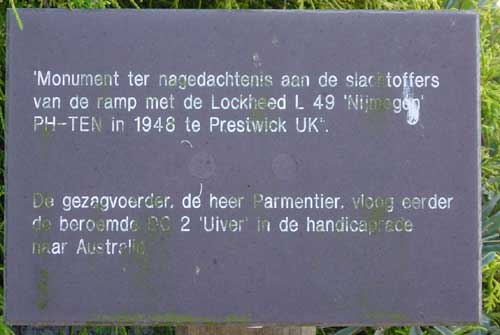 'Monument ter nagedachtenis aan de slachtoffers
van de ramp met de Lockheed L 49 'Nijmegen'
PH-TEN in 1948 te Prestwick UK".
De gezagvoerder, de heer Parmentier, vloog eerder
de beroemde DC 2 'Uiver' in de handicaprade
naar Australië